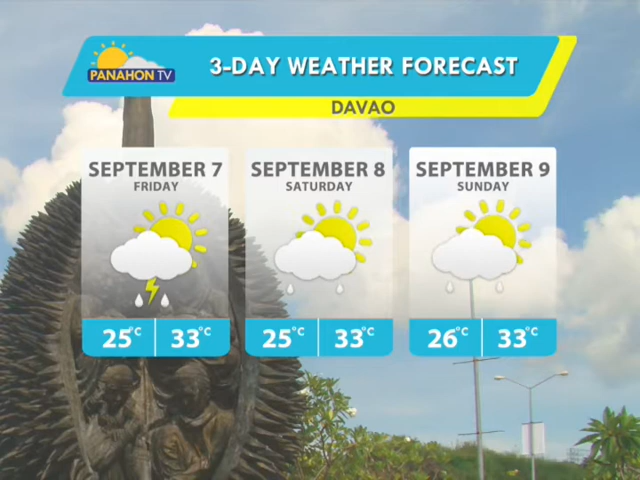 PANAHON TV
3-DAY WEATHER FORECAST
DAVAO
SEPTEMBER 7
FRIDAY
25°C 33°C
SEPTEMBER 8
SATURDAY
25°C 33°C
SEPTEMBER 9
SUNDAY
26°C 33°C